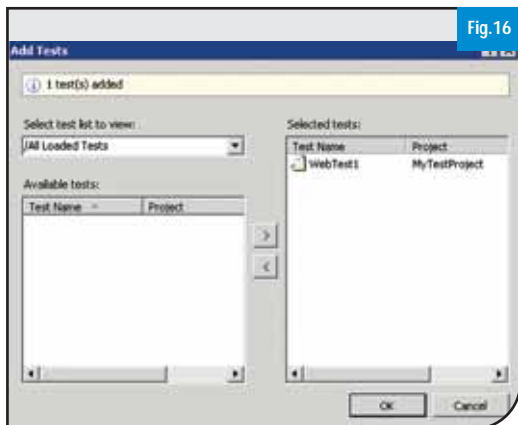 Fig.16
Add Tests
1 test(s) added
Select test list to view:
/All Loaded Tests
Available tests:
Test Name Project
Selected tests:
Test Name Project
WebTest1 MyTestProject
> 
<
OK Cancel